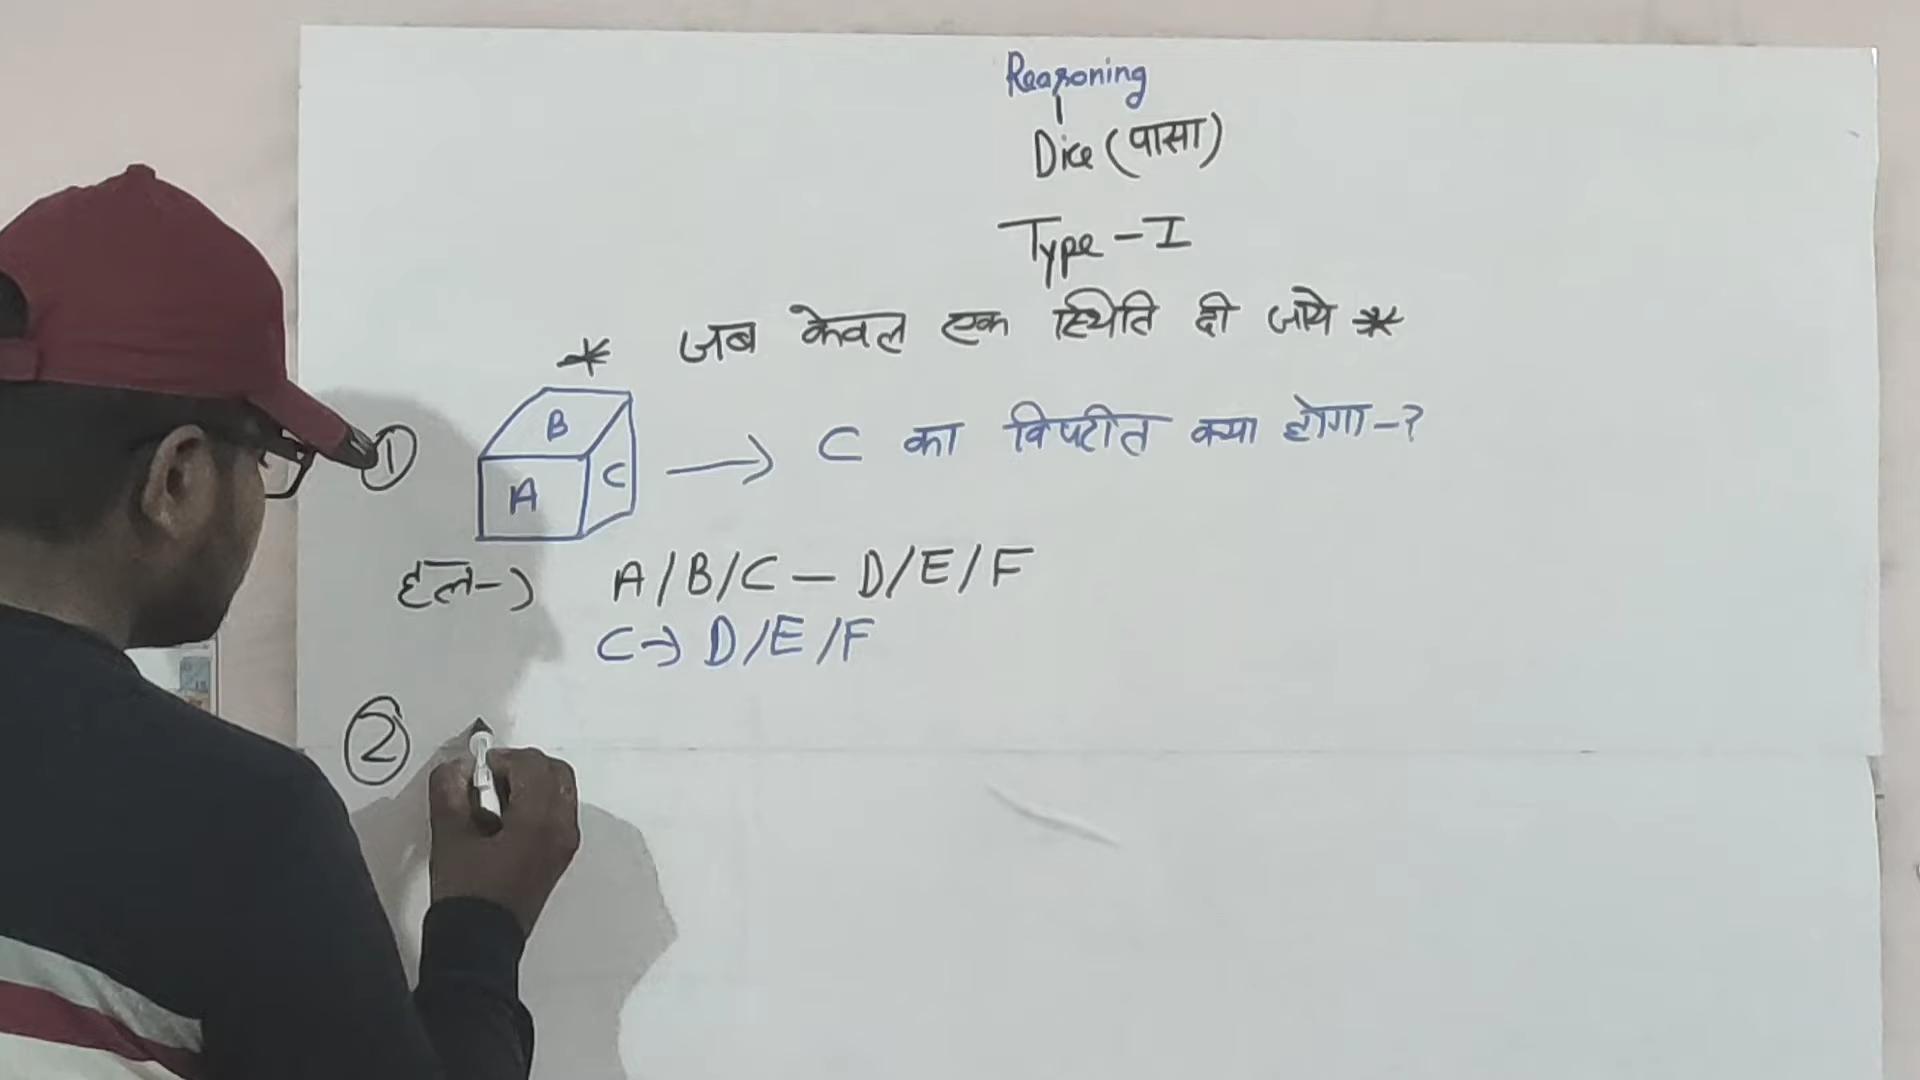 Reasoning
Dice (पासा)
Type - I
* जब केवल एक स्थिति दी जाये *
① B A C → C का विपरीत क्या होगा - ?
हल → A/B/C - D/E/F
C → D/E/F
②